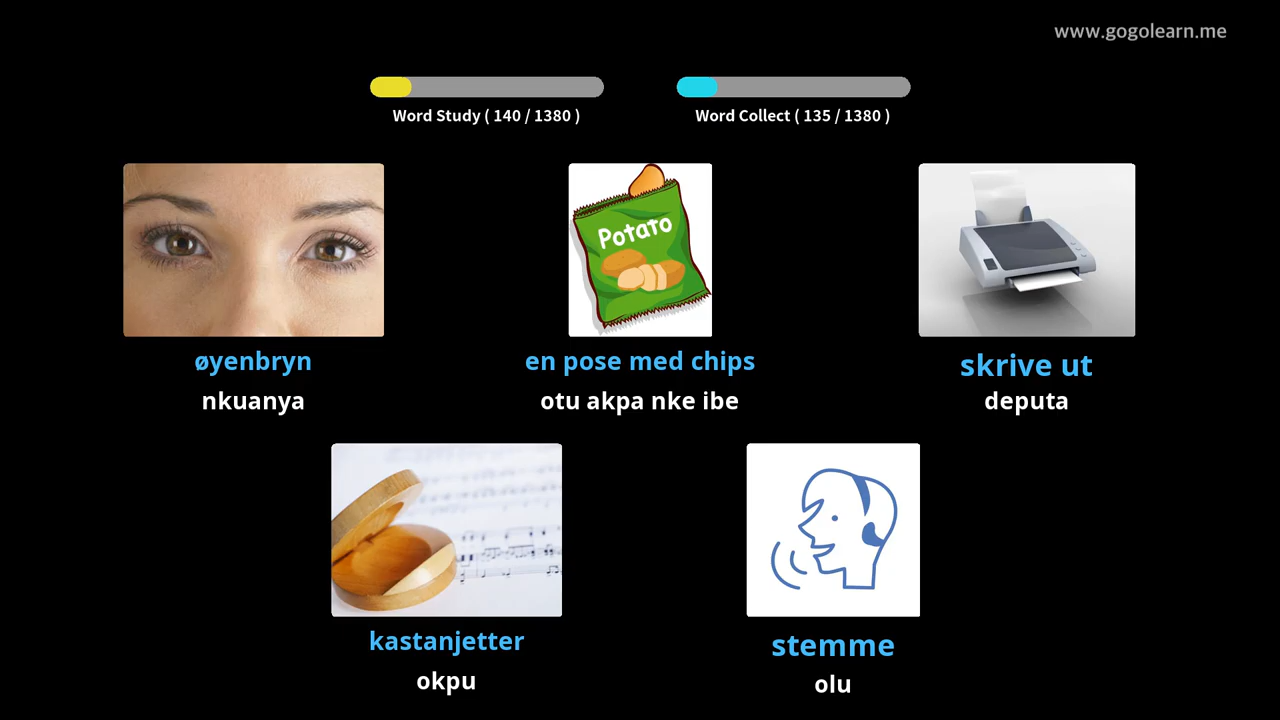 www.gogolearn.me
Word Study ( 140 / 1380 )
Word Collect ( 135 / 1380 )
Potato
øyenbryn
nkuanya
en pose med chips
otu akpa nke ibe
skrive ut
deputa
kastanjetter
okpu
stemme
olu